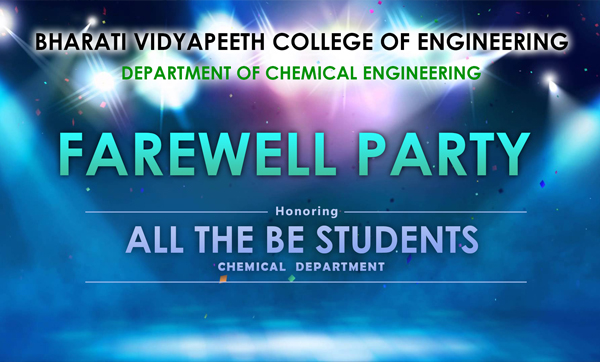 BHARATI VIDYAPEETH COLLEGE OF ENGINEERING
DEPARTMENT OF CHEMICAL ENGINEERING
FAREWELL PARTY
Honoring
ALL THE BE STUDENTS
CHEMICAL DEPARTMENT